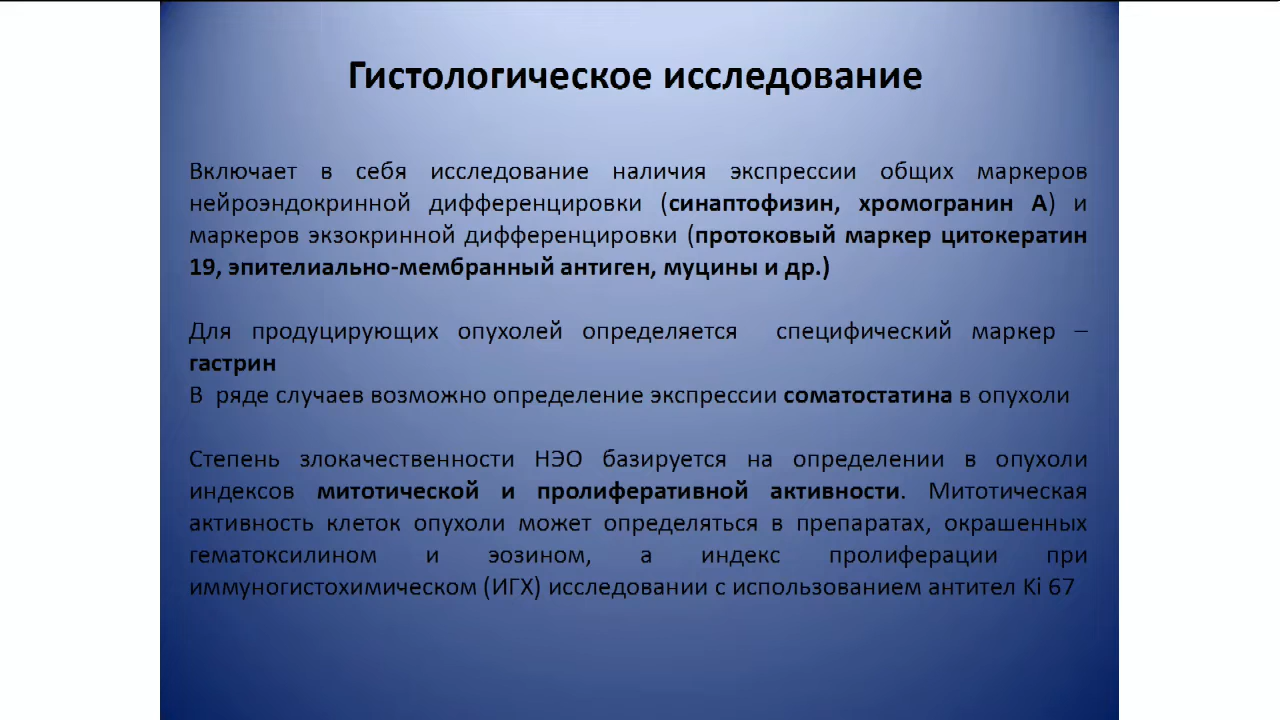 Гистологическое исследование
Включает в себя исследование наличия экспрессии общих маркеров
нейроэндокринной дифференцировки (синаптофизин, хромогранин А) и
маркеров экзокринной дифференцировки (протоковый маркер цитокератин
19, эпителиально-мембранный антиген, муцины и др.)
Для продуцирующих опухолей определяется специфический маркер –
гастрин
В ряде случаев возможно определение экспрессии соматостатина в опухоли
Степень злокачественности НЭО базируется на определении в опухоли
индексов митотической и пролиферативной активности. Митотическая
активность клеток опухоли может определяться в препаратах, окрашенных
гематоксилином и эозином, а индекс пролиферации при
иммуногистохимическом (ИГХ) исследовании с использованием антител Ki 67